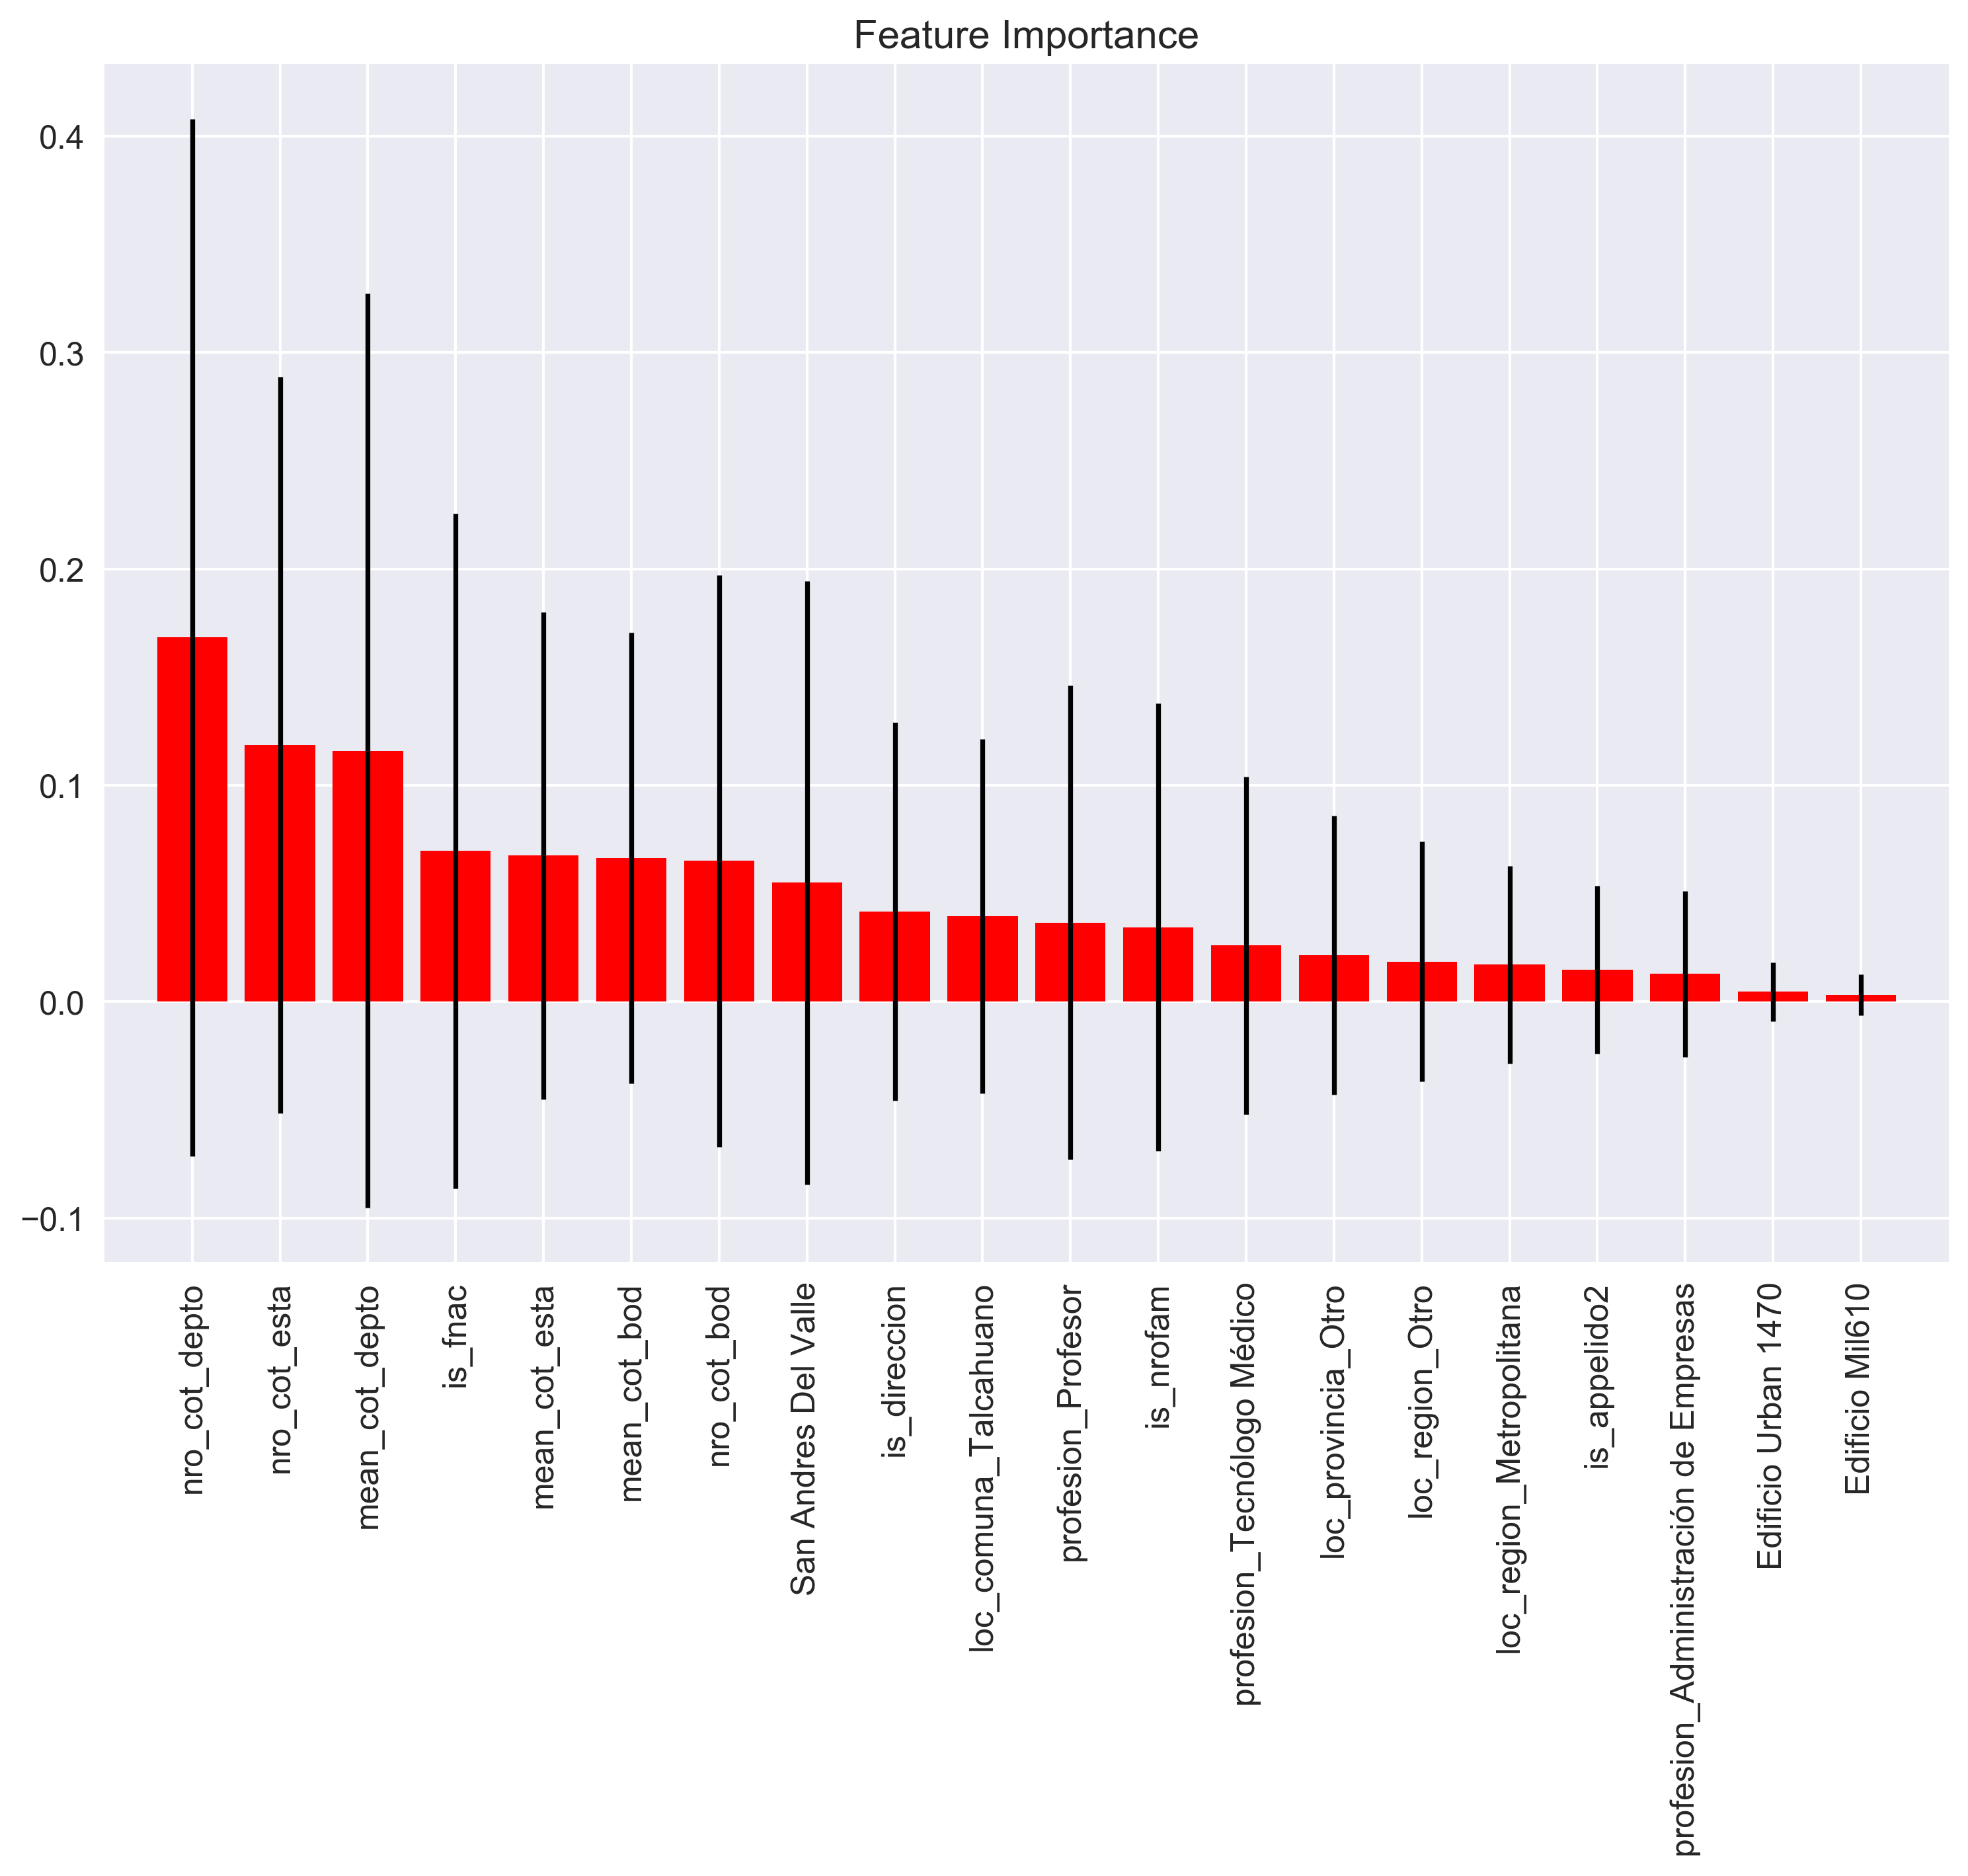 Feature Importance
0.4
0.3
0.2
0.1
0.0
−0.1
nro_cot_depto
nro_cot_esta
mean_cot_depto
is_fnac
mean_cot_esta
mean_cot_bod
nro_cot_bod
San Andres Del Valle
is_direccion
loc_comuna_Talcahuano
profesion_Profesor
is_nrofam
profesion_Tecnólogo Médico
loc_provincia_Otro
loc_region_Otro
loc_region_Metropolitana
is_appelido2
profesion_Administración de Empresas
Edificio Urban 1470
Edificio Mil610